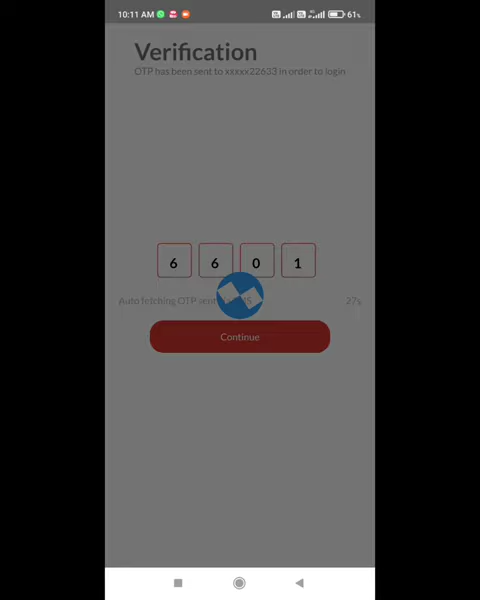 10:11 AM 61%
Verification
OTP has been sent to xxxxx22633 in order to login
6 6 0 1
Auto fetching OTP sent 27s
Continue